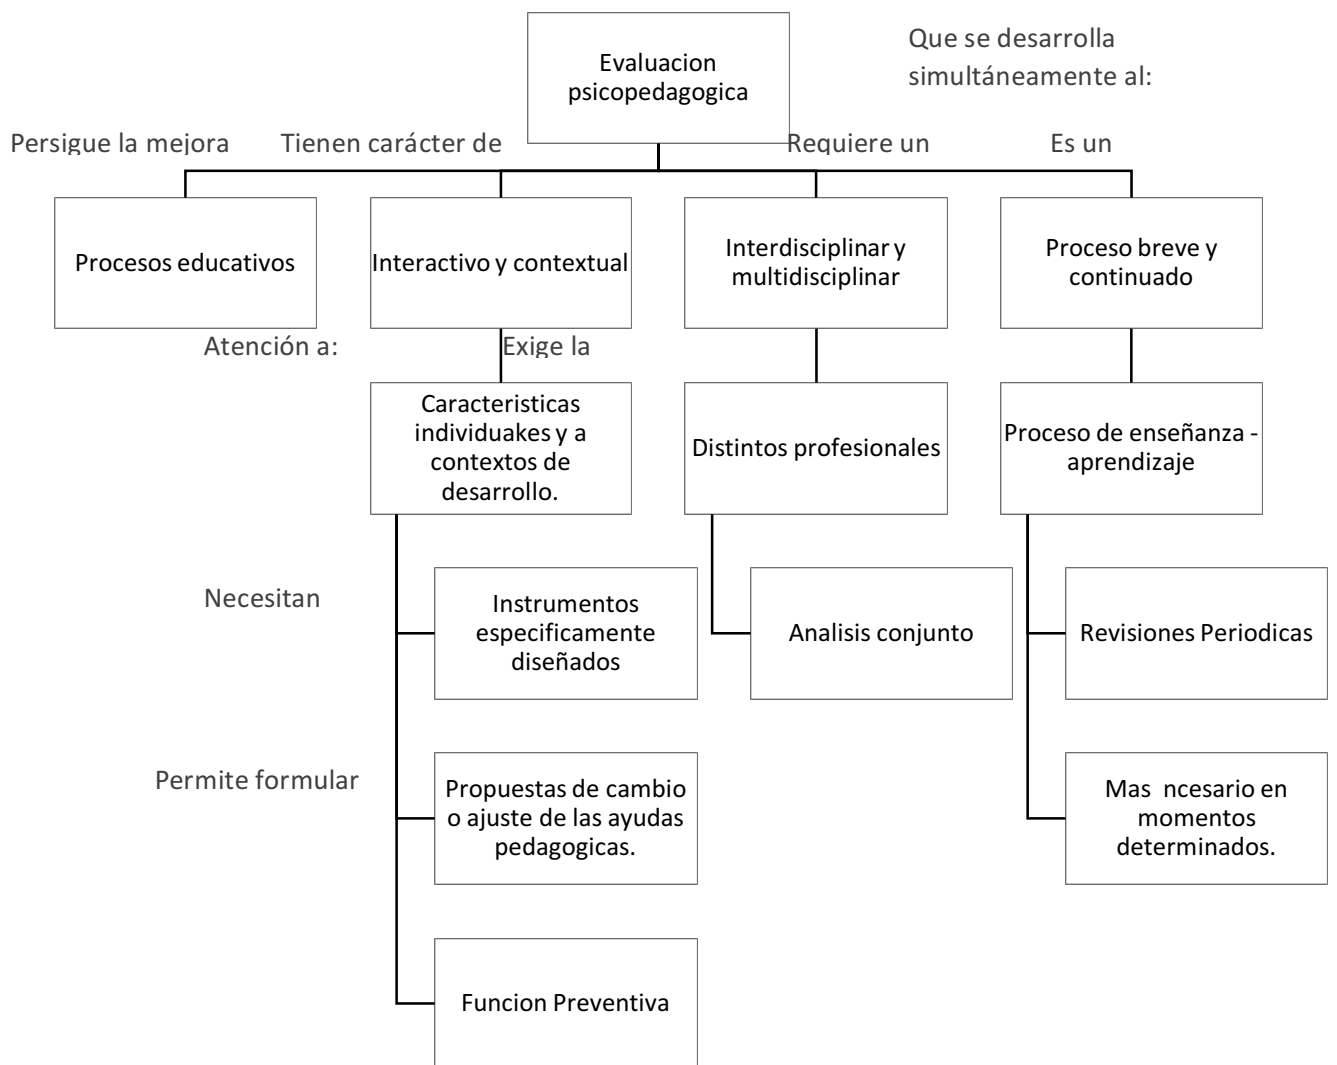 Evaluacion
psicopedagogica
Que se desarrolla
simultáneamente al:
Persigue la mejora
Tienen carácter de
Requiere un
Es un
Procesos educativos
Interactivo y contextual
Interdisciplinar y
multidisciplinar
Proceso breve y
continuado
Atención a:
Exige la
Caracteristicas
individuakes y a
contextos de
desarrollo.
Distintos profesionales
Proceso de enseñanza -
aprendizaje
Necesitan
Instrumentos
especificamente
diseñados
Analisis conjunto
Revisiones Periodicas
Permite formular
Propuestas de cambio
o ajuste de las ayudas
pedagogicas.
Mas  ncesario en
momentos
determinados.
Funcion Preventiva